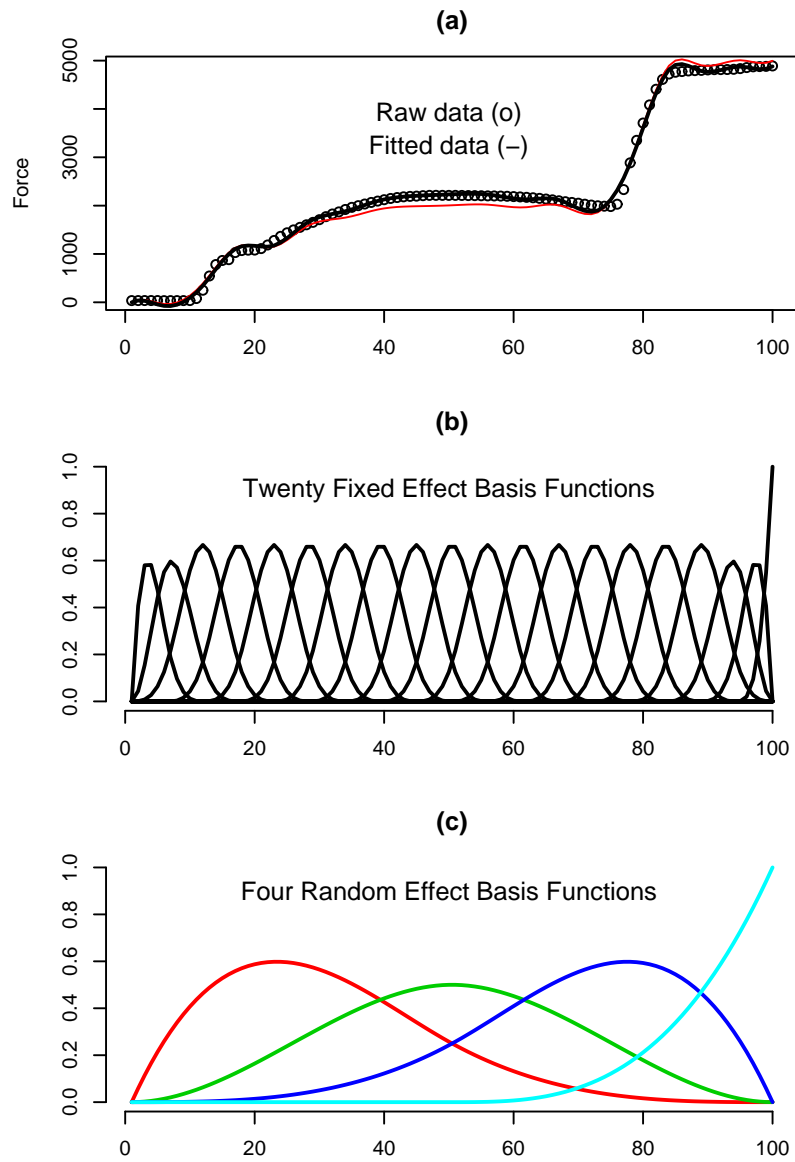 (a)
Force
5000
3000
1000
0
Raw data (o)
Fitted data (−)
0 20 40 60 80 100
(b)
1.0
0.8
0.6
0.4
0.2
0.0
Twenty Fixed Effect Basis Functions
0 20 40 60 80 100
(c)
1.0
0.8
0.6
0.4
0.2
0.0
Four Random Effect Basis Functions
0 20 40 60 80 100